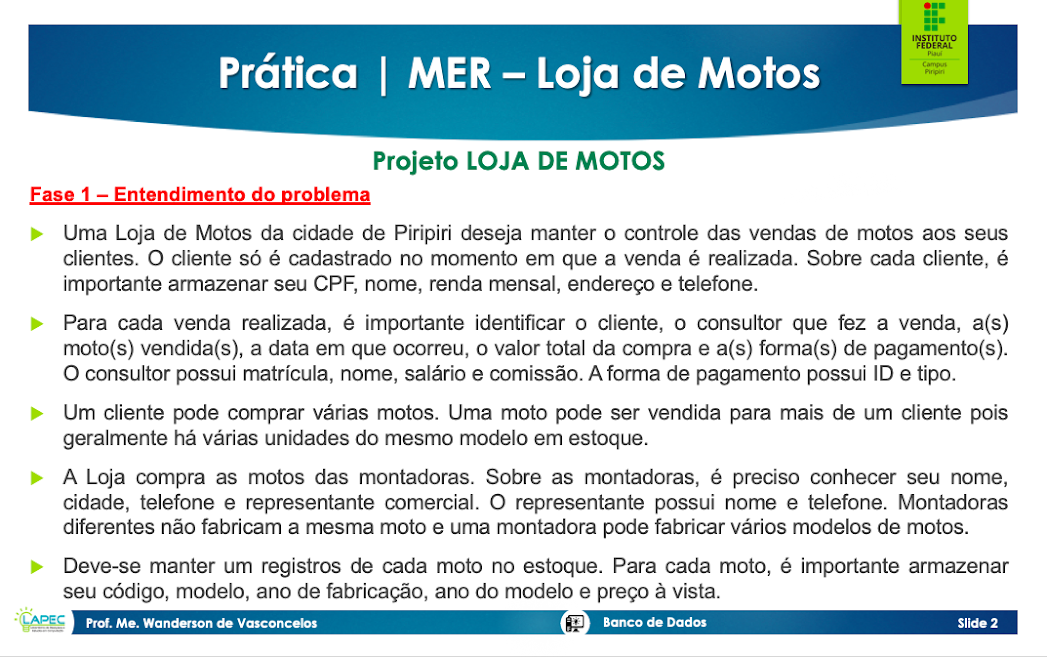 INSTITUTO
FEDERAL
Piauí
Campus
Piripiri
Prática | MER – Loja de Motos
Projeto LOJA DE MOTOS
Fase 1 – Entendimento do problema
Uma Loja de Motos da cidade de Piripiri deseja manter o controle das vendas de motos aos seus
clientes. O cliente só é cadastrado no momento em que a venda é realizada. Sobre cada cliente, é
importante armazenar seu CPF, nome, renda mensal, endereço e telefone.
Para cada venda realizada, é importante identificar o cliente, o consultor que fez a venda, a(s)
moto(s) vendida(s), a data em que ocorreu, o valor total da compra e a(s) forma(s) de pagamento(s).
O consultor possui matrícula, nome, salário e comissão. A forma de pagamento possui ID e tipo.
Um cliente pode comprar várias motos. Uma moto pode ser vendida para mais de um cliente pois
geralmente há várias unidades do mesmo modelo em estoque.
A Loja compra as motos das montadoras. Sobre as montadoras, é preciso conhecer seu nome,
cidade, telefone e representante comercial. O representante possui nome e telefone. Montadoras
diferentes não fabricam a mesma moto e uma montadora pode fabricar vários modelos de motos.
Deve-se manter um registros de cada moto no estoque. Para cada moto, é importante armazenar
seu código, modelo, ano de fabricação, ano do modelo e preço à vista.
LAPEC
Prof. Me. Wanderson de Vasconcelos
Banco de Dados
Slide 2